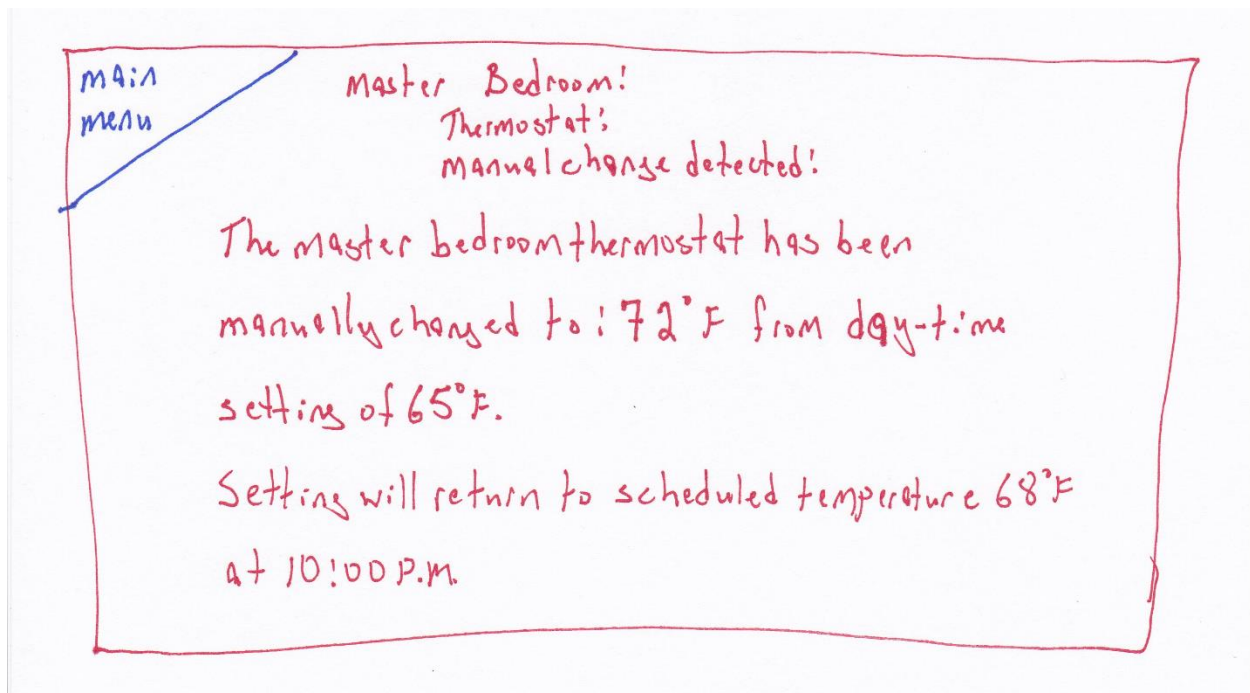 main
menu
Master Bedroom:
Thermostat:
manual change detected!
The master bedroom thermostat has been
manually changed to: 72°F from day-time
setting of 65°F.
Setting will return to scheduled temperature 68°F
at 10:00 P.M.